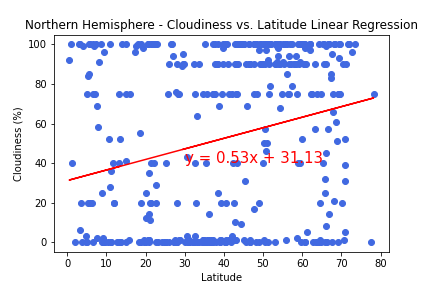 Northern Hemisphere - Cloudiness vs. Latitude Linear Regression
100
80
60
40
20
0
Cloudiness (%)
y = 0.53x + 31.13
0 10 20 30 40 50 60 70 80
Latitude